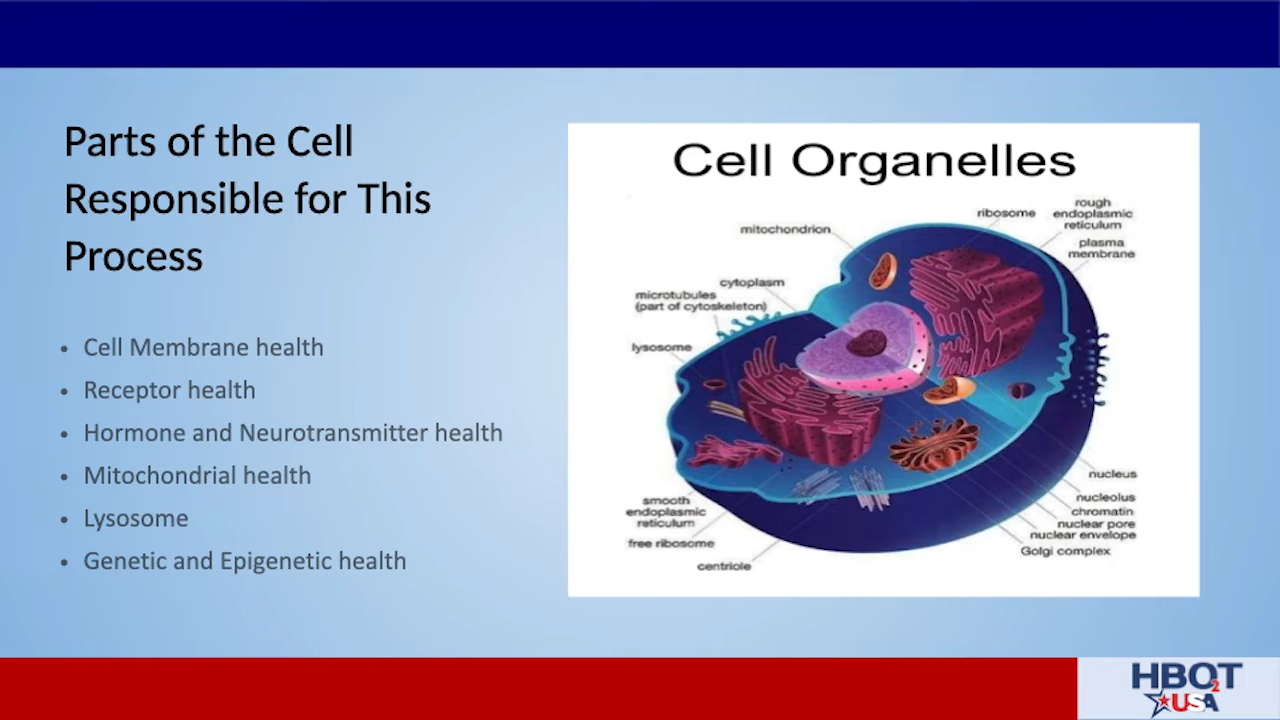 Parts of the Cell
Responsible for This
Process
• Cell Membrane health
• Receptor health
• Hormone and Neurotransmitter health
• Mitochondrial health
• Lysosome
• Genetic and Epigenetic health
Cell Organelles
ribosome
rough
endoplasmic
reticulum
mitochondrion
plasma
membrane
cytoplasm
microtubules
(part of cytoskeleton)
lysosome
nucleus
smooth
endoplasmic
reticulum
nucleolus
chromatin
nuclear pore
nuclear envelope
free ribosome
Golgi complex
centriole
HBOT
2
USA